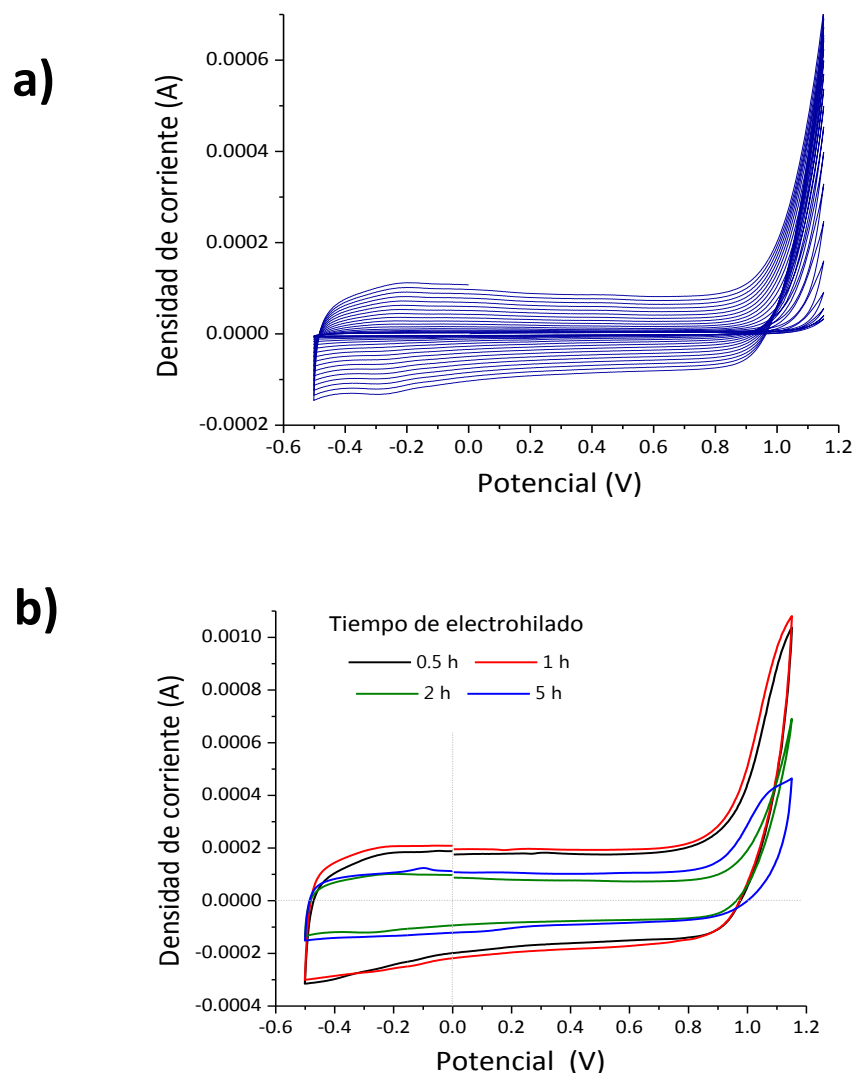 a)
Densidad de corriente (A)
0.0006
0.0004
0.0002
0.0000
-0.0002
-0.6 -0.4 -0.2 0.0 0.2 0.4 0.6 0.8 1.0 1.2
Potencial (V)
b)
Densidad de corriente (A)
0.0010
0.0008
0.0006
0.0004
0.0002
0.0000
-0.0002
-0.0004
Tiempo de electrohilado
0.5 h 1 h
2 h 5 h
-0.6 -0.4 -0.2 0.0 0.2 0.4 0.6 0.8 1.0 1.2
Potencial (V)